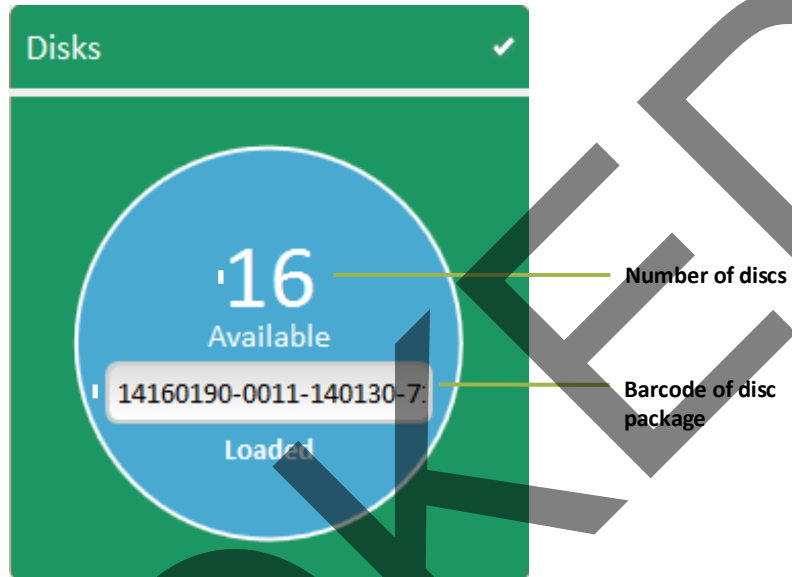 Disks
16
Number of discs
Available
14160190-0011-140130-7
Barcode of disc
package
Loaded